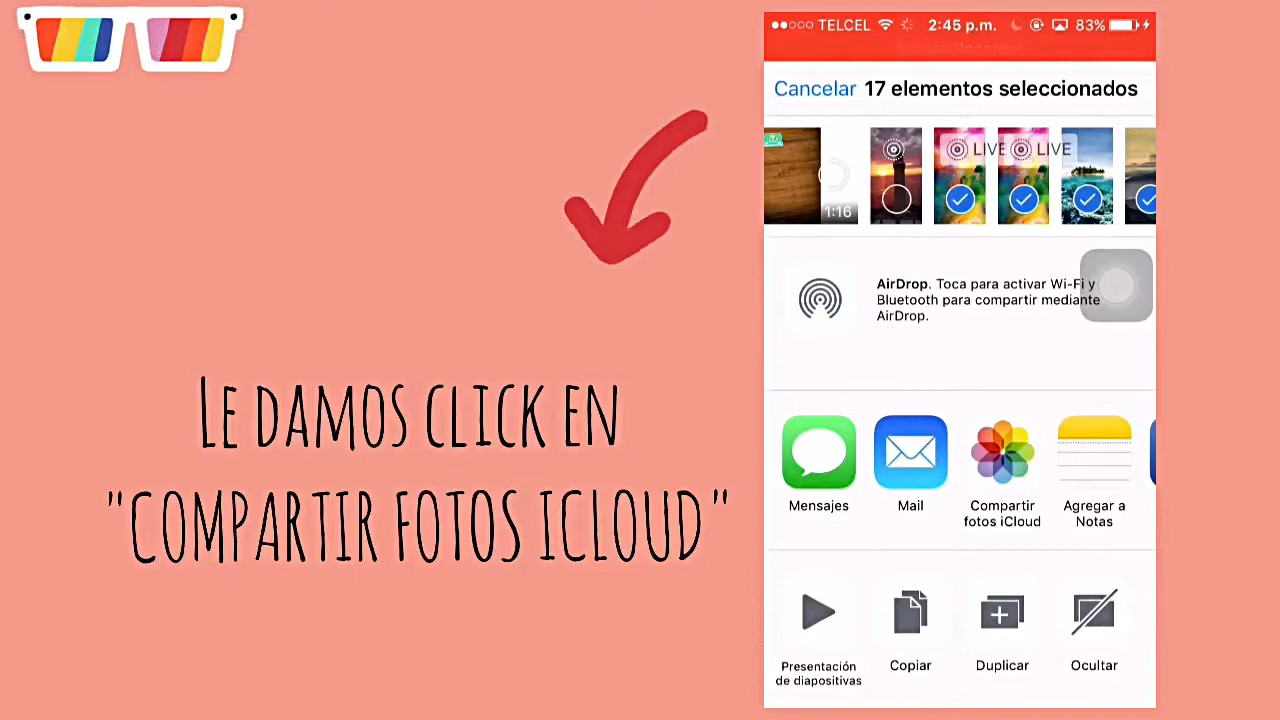 TELCEL 2:45 p.m. 83%
Cancelar 17 elementos seleccionados
1:16
LIVE LIVE
AirDrop. Toca para activar Wi-Fi y
Bluetooth para compartir mediante
AirDrop.
Le damos click en
"COMPARTIR FOTOS ICLOUD"
Mensajes
Mail
Compartir
fotos iCloud
Agregar a
Notas
Presentación
de diapositivas
Copiar
Duplicar
Ocultar